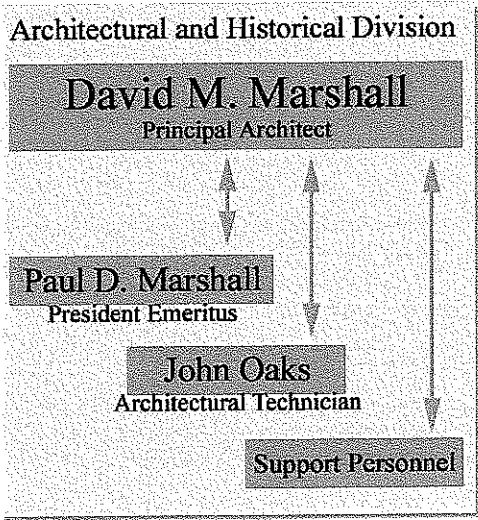 Architectural and Historical Division
David M. Marshall
Principal Architect
Paul D. Marshall
President Emeritus
John Oaks
Architectural Technician
Support Personnel